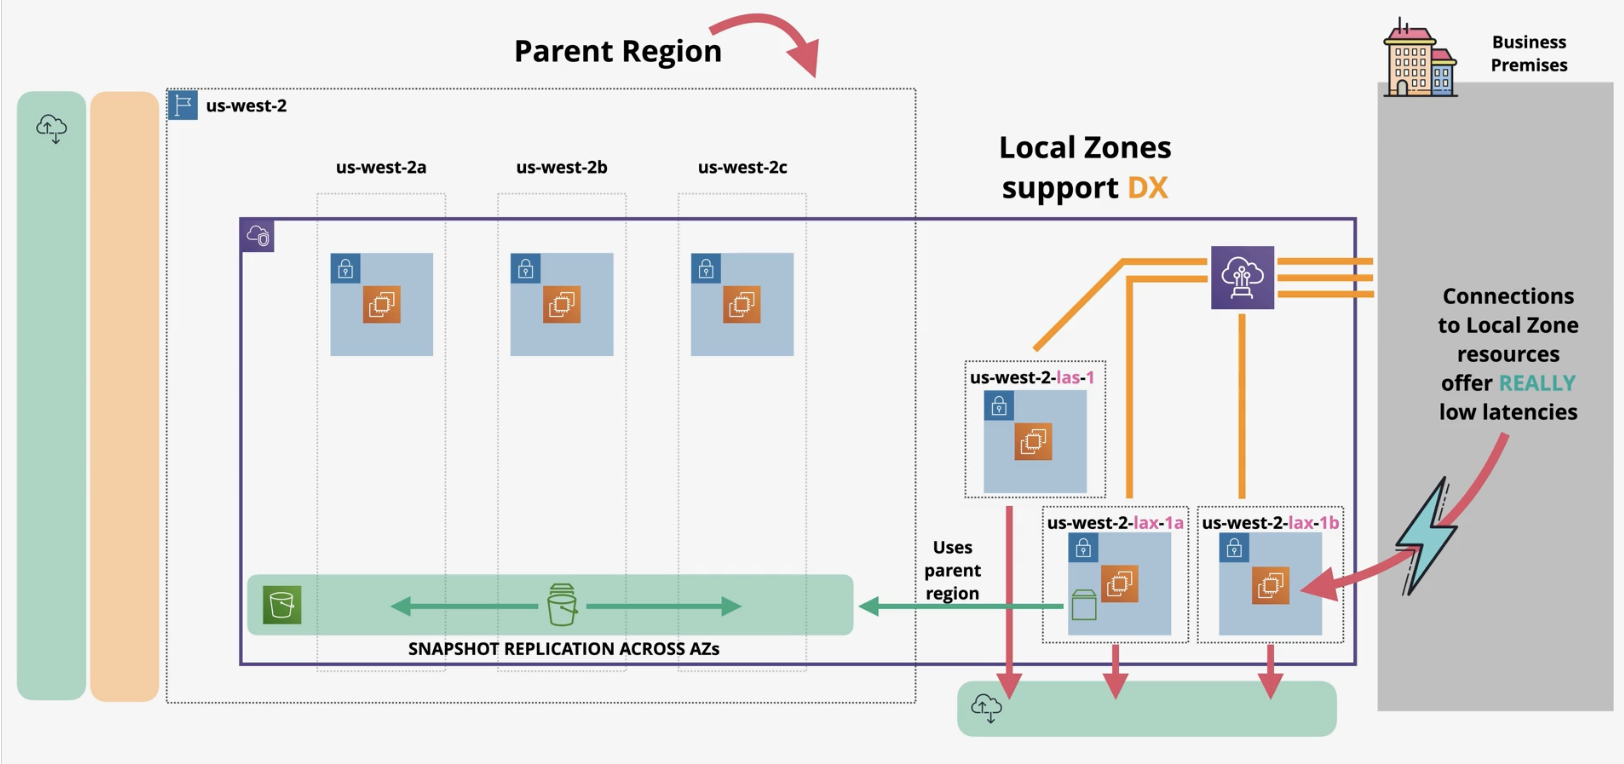 Parent Region
us-west-2
us-west-2a
us-west-2b
us-west-2c
Local Zones
support DX
Business
Premises
Connections
to Local Zone
resources
offer REALLY
low latencies
us-west-2-las-1
us-west-2-lax-1a
us-west-2-lax-1b
Uses
parent
region
SNAPSHOT REPLICATION ACROSS AZs